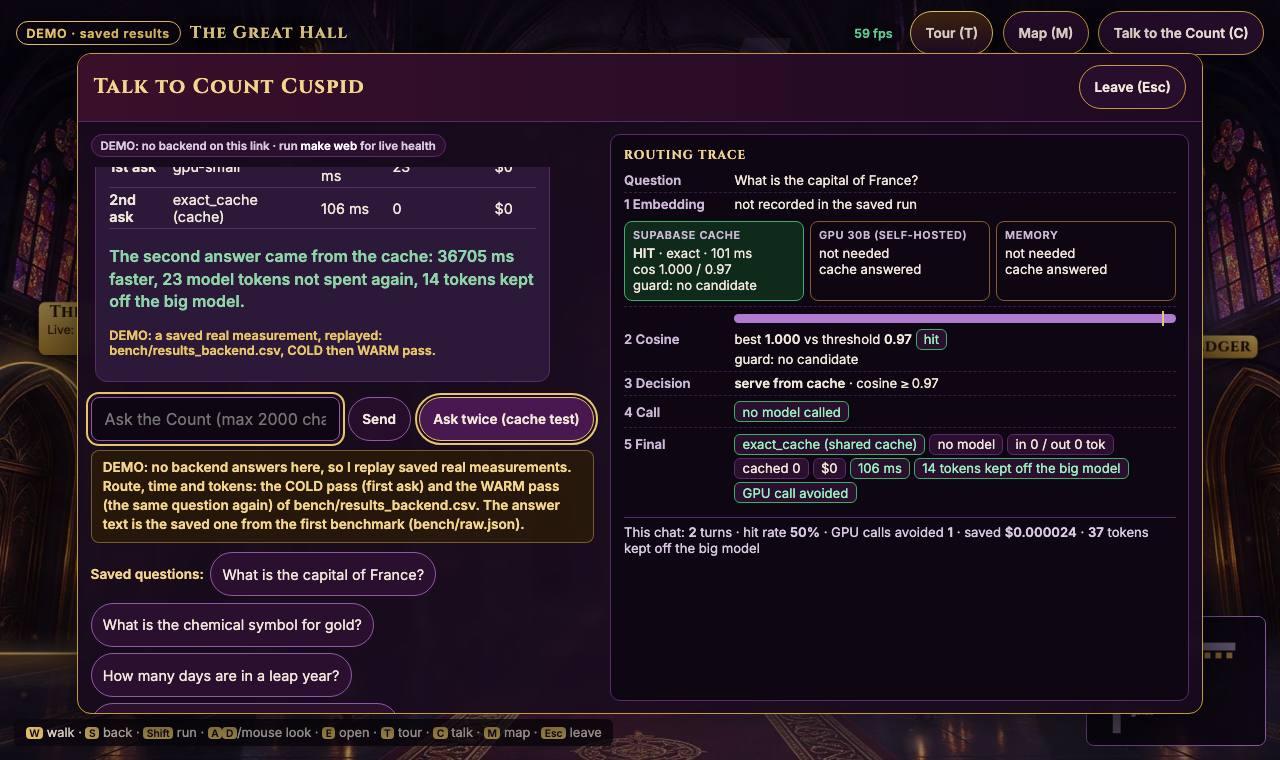 DEMO · saved results
The Great Hall
59 fps
Tour (T)
Map (M)
Talk to the Count (C)
Talk to Count Cuspid
Leave (Esc)
DEMO: no backend on this link · run make web for live health
1st ask gpu-small ms 23 $0
2nd ask exact_cache (cache) 106 ms 0 $0
The second answer came from the cache: 36705 ms
faster, 23 model tokens not spent again, 14 tokens kept
off the big model.
DEMO: a saved real measurement, replayed:
bench/results_backend.csv, COLD then WARM pass.
Ask the Count (max 2000 cha
Send
Ask twice (cache test)
DEMO: no backend answers here, so I replay saved real measurements.
Route, time and tokens: the COLD pass (first ask) and the WARM pass
(the same question again) of bench/results_backend.csv. The answer
text is the saved one from the first benchmark (bench/raw.json).
Saved questions: What is the capital of France?
What is the chemical symbol for gold?
How many days are in a leap year?
Routing trace
Question What is the capital of France?
1 Embedding not recorded in the saved run
SUPABASE CACHE
HIT · exact · 101 ms
cos 1.000 / 0.97
guard: no candidate
GPU 30B (SELF-HOSTED)
not needed
cache answered
MEMORY
not needed
cache answered
2 Cosine best 1.000 vs threshold 0.97 hit
guard: no candidate
3 Decision serve from cache · cosine ≥ 0.97
4 Call no model called
5 Final exact_cache (shared cache) no model in 0 / out 0 tok
cached 0 $0 106 ms 14 tokens kept off the big model
GPU call avoided
This chat: 2 turns · hit rate 50% · GPU calls avoided 1 · saved $0.000024 · 37 tokens
kept off the big model
Live:
DGER
W walk · S back · Shift run · A D/mouse look · E open · T tour · C talk · M map · Esc leave